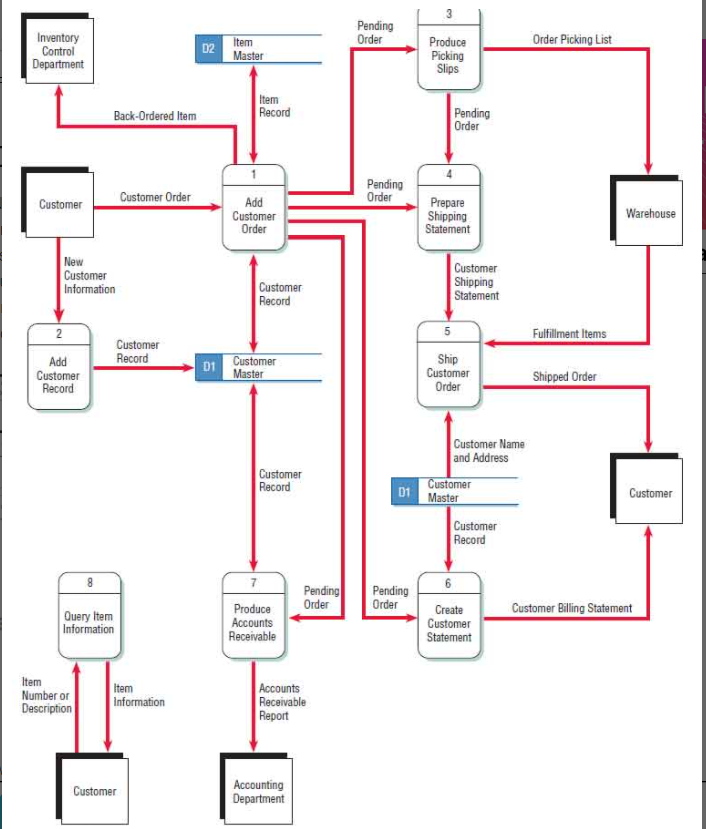 3
Produce
Picking
Slips
Pending
Order
Order Picking List
Inventory
Control
Department
D2
Item
Master
Item
Record
Back-Ordered Item
Pending
Order
1
Add
Customer
Order
Customer
Customer Order
Pending
Order
4
Prepare
Shipping
Statement
Warehouse
New
Customer
Information
Customer
Record
Customer
Shipping
Statement
2
Add
Customer
Record
Customer
Record
D1
Customer
Master
5
Ship
Customer
Order
Fulfillment Items
Shipped Order
Customer
Record
Customer Name
and Address
D1
Customer
Master
Customer
Customer
Record
8
Query Item
Information
7
Produce
Accounts
Receivable
Pending
Order
Pending
Order
6
Create
Customer
Statement
Customer Billing Statement
Item
Number or
Description
Item
Information
Accounts
Receivable
Report
Customer
Accounting
Department